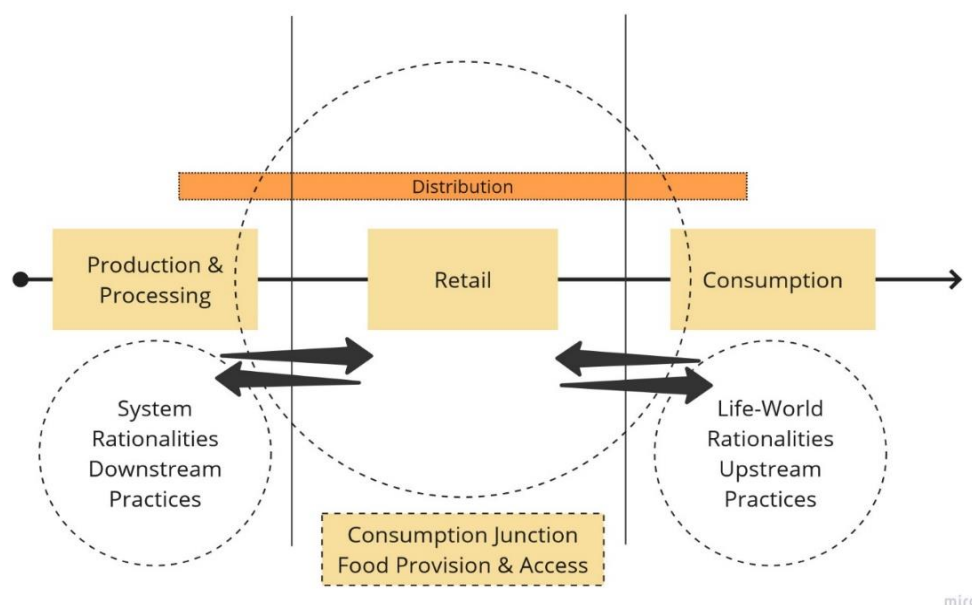 Distribution
Production &
Processing
Retail
Consumption
System
Rationalities
Downstream
Practices
Life-World
Rationalities
Upstream
Practices
Consumption Junction
Food Provision & Access